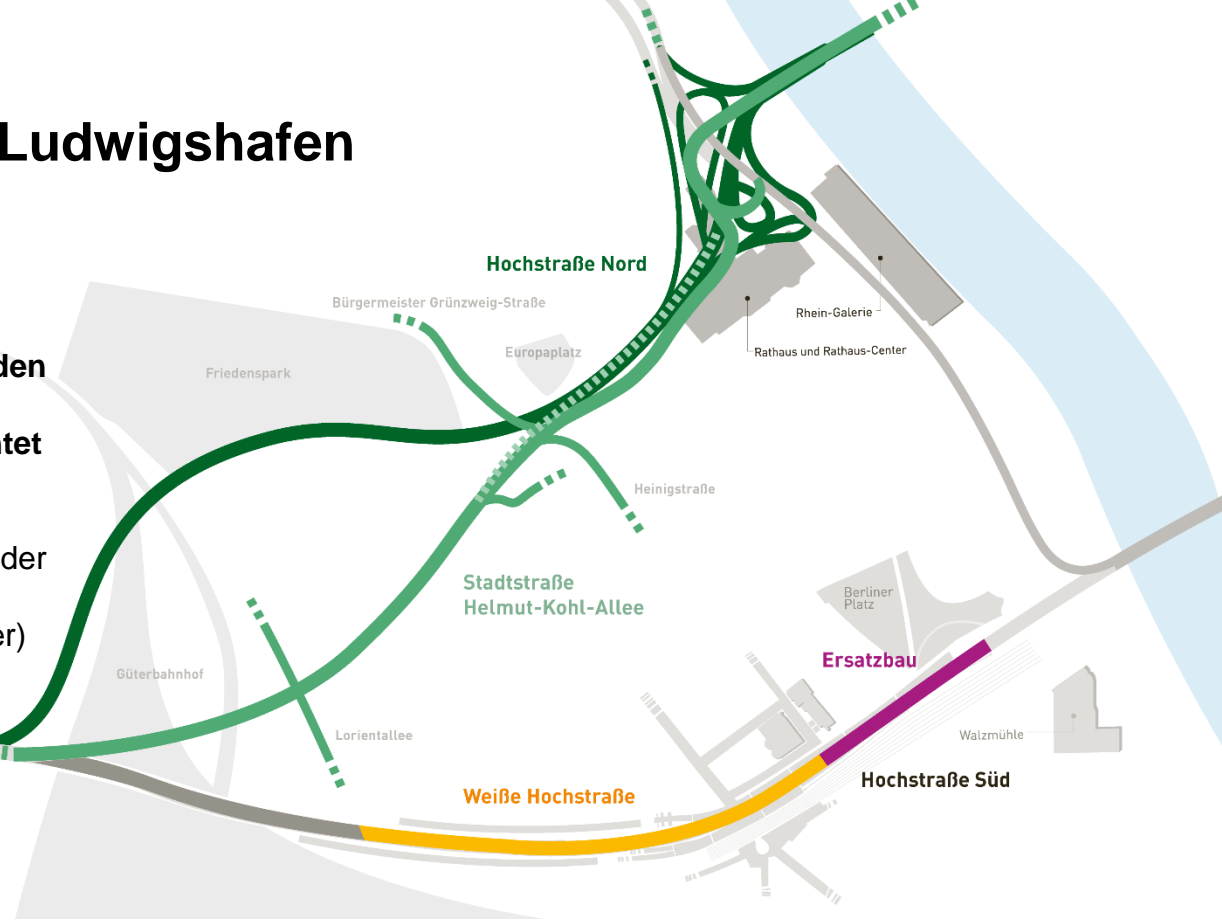 Ludwigshafen
Hochstraße Nord
Bürgermeister Grünzweig-Straße
Rhein-Galerie
Europaplatz
Rathaus und Rathaus-Center
den
Friedenspark
tet
Heinigstraße
der
Stadtstraße
Helmut-Kohl-Allee
Berliner
Platz
er)
Ersatzbau
Güterbahnhof
Lorientallee
Walzmühle
Hochstraße Süd
Weiße Hochstraße